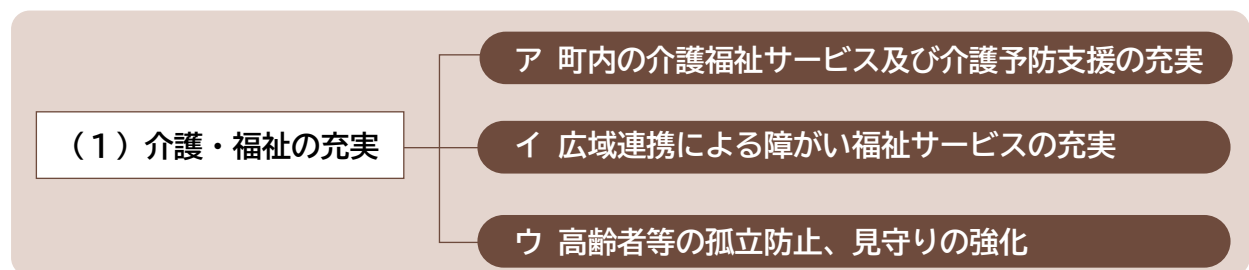 （１）介護・福祉の充実
ア 町内の介護福祉サービス及び介護予防支援の充実
イ 広域連携による障がい福祉サービスの充実
ウ 高齢者等の孤立防止、見守りの強化